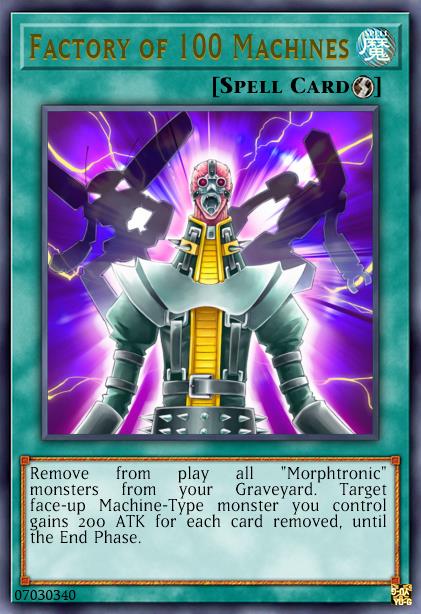 Factory of 100 Machines
SPELL
魔
[Spell Card]
Remove from play all "Morphtronic"
monsters from your Graveyard. Target
face-up Machine-Type monster you control
gains 200 ATK for each card removed, until
the End Phase.
07030340